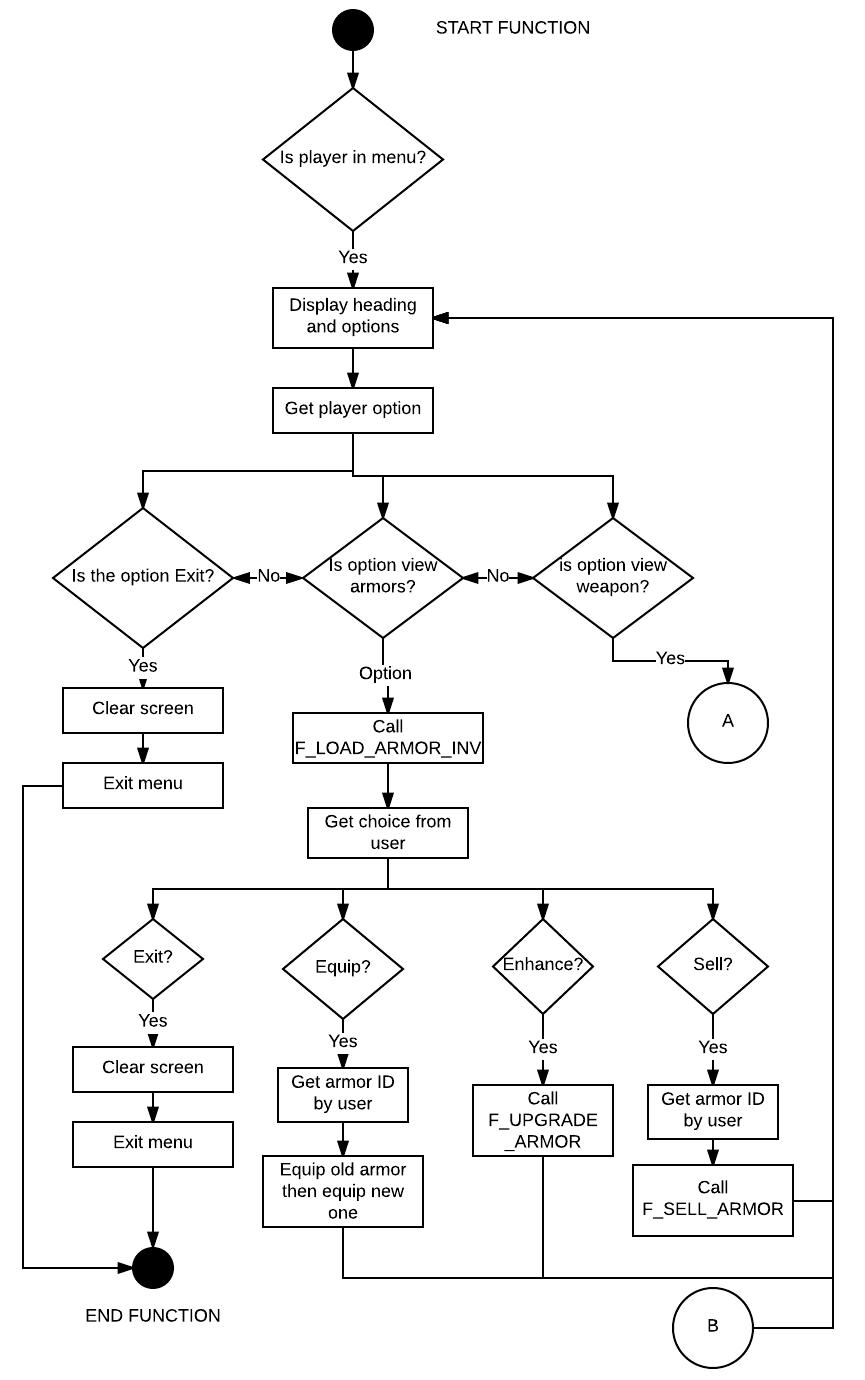 START FUNCTION
Is player in menu?
Yes
Display heading
and options
Get player option
Is the option Exit?
No
Is option view
armors?
No
is option view
weapon?
Yes
Option
Yes
Clear screen
Call
F_LOAD_ARMOR_INV
A
Exit menu
Get choice from
user
Exit?
Equip?
Enhance?
Sell?
Yes
Yes
Yes
Yes
Clear screen
Get armor ID
by user
Call
F_UPGRADE
_ARMOR
Get armor ID
by user
Exit menu
Equip old armor
then equip new
one
Call
F_SELL_ARMOR
END FUNCTION
B